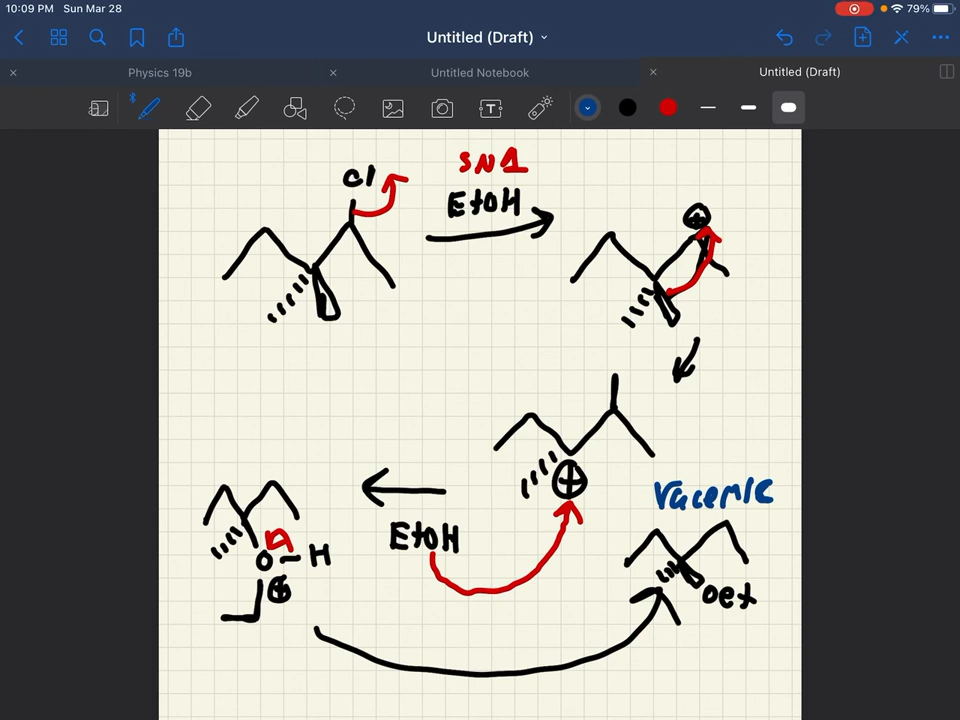 10:09 PM Sun Mar 28
79%
Untitled (Draft)
Physics 19b
Untitled Notebook
Untitled (Draft)
T
SN1
Cl
EtOH
+
+
racemic
EtOH
O-H
+
OEt